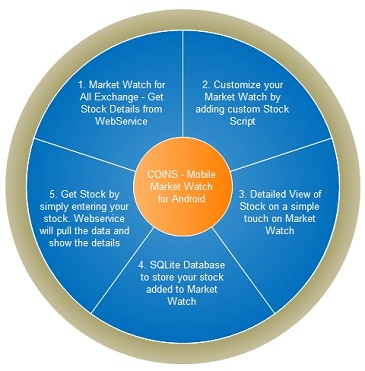 1. Market Watch for
All Exchange - Get
Stock Details from
WebService
2. Customize your
Market Watch by
adding custom Stock
Script
COINS - Mobile
Market Watch
for Android
3. Detailed View of
Stock on a simple
touch on Market
Watch
4. SQLite Database
to store your stock
added to Market
Watch
5. Get Stock by
simply entering your
stock. Webservice
will pull the data and
show the details